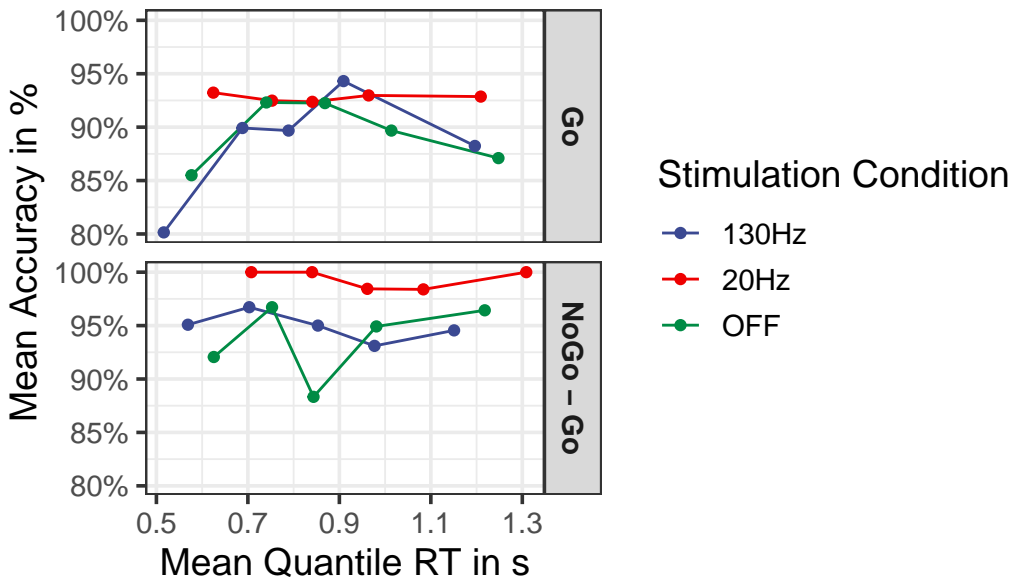 Mean Accuracy in %
100%
95%
90%
85%
80%
Go
100%
95%
90%
85%
80%
NoGo – Go
0.5 0.7 0.9 1.1 1.3
Mean Quantile RT in s
Stimulation Condition
130Hz
20Hz
OFF